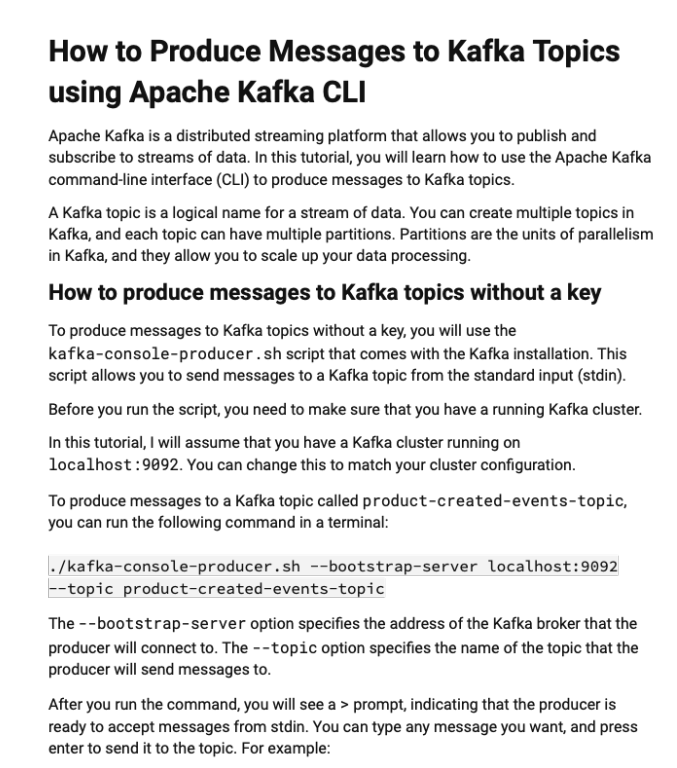 How to Produce Messages to Kafka Topics
using Apache Kafka CLI
Apache Kafka is a distributed streaming platform that allows you to publish and
subscribe to streams of data. In this tutorial, you will learn how to use the Apache Kafka
command-line interface (CLI) to produce messages to Kafka topics.
A Kafka topic is a logical name for a stream of data. You can create multiple topics in
Kafka, and each topic can have multiple partitions. Partitions are the units of parallelism
in Kafka, and they allow you to scale up your data processing.
How to produce messages to Kafka topics without a key
To produce messages to Kafka topics without a key, you will use the
kafka-console-producer.sh script that comes with the Kafka installation. This
script allows you to send messages to a Kafka topic from the standard input (stdin).
Before you run the script, you need to make sure that you have a running Kafka cluster.
In this tutorial, I will assume that you have a Kafka cluster running on
localhost:9092. You can change this to match your cluster configuration.
To produce messages to a Kafka topic called product-created-events-topic,
you can run the following command in a terminal:
./kafka-console-producer.sh --bootstrap-server localhost:9092
--topic product-created-events-topic
The --bootstrap-server option specifies the address of the Kafka broker that the
producer will connect to. The --topic option specifies the name of the topic that the
producer will send messages to.
After you run the command, you will see a > prompt, indicating that the producer is
ready to accept messages from stdin. You can type any message you want, and press
enter to send it to the topic. For example: